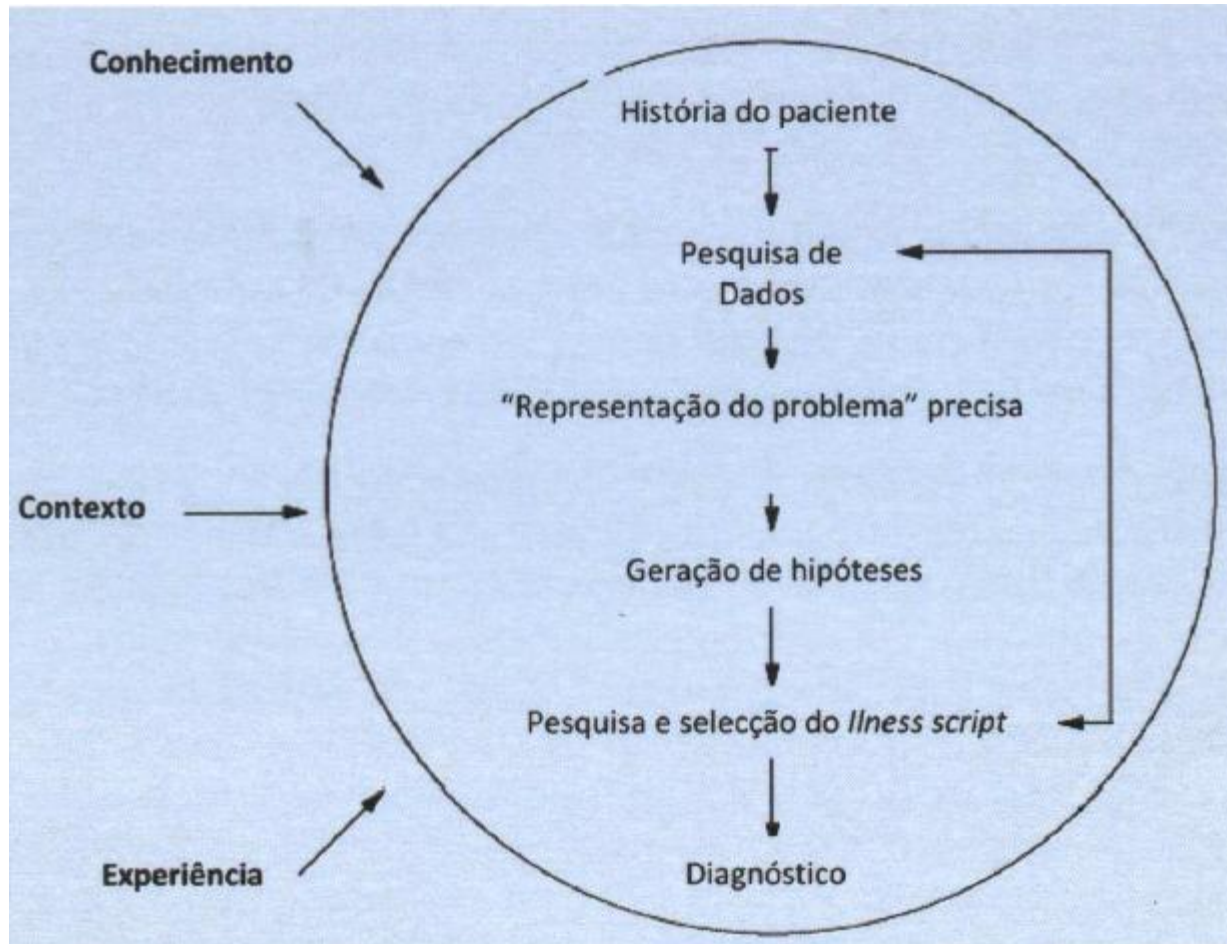 Conhecimento
História do paciente
Pesquisa de
Dados
“Representação do problema” precisa
Contexto
Geração de hipóteses
Pesquisa e selecção do Ilness script
Experiência
Diagnóstico